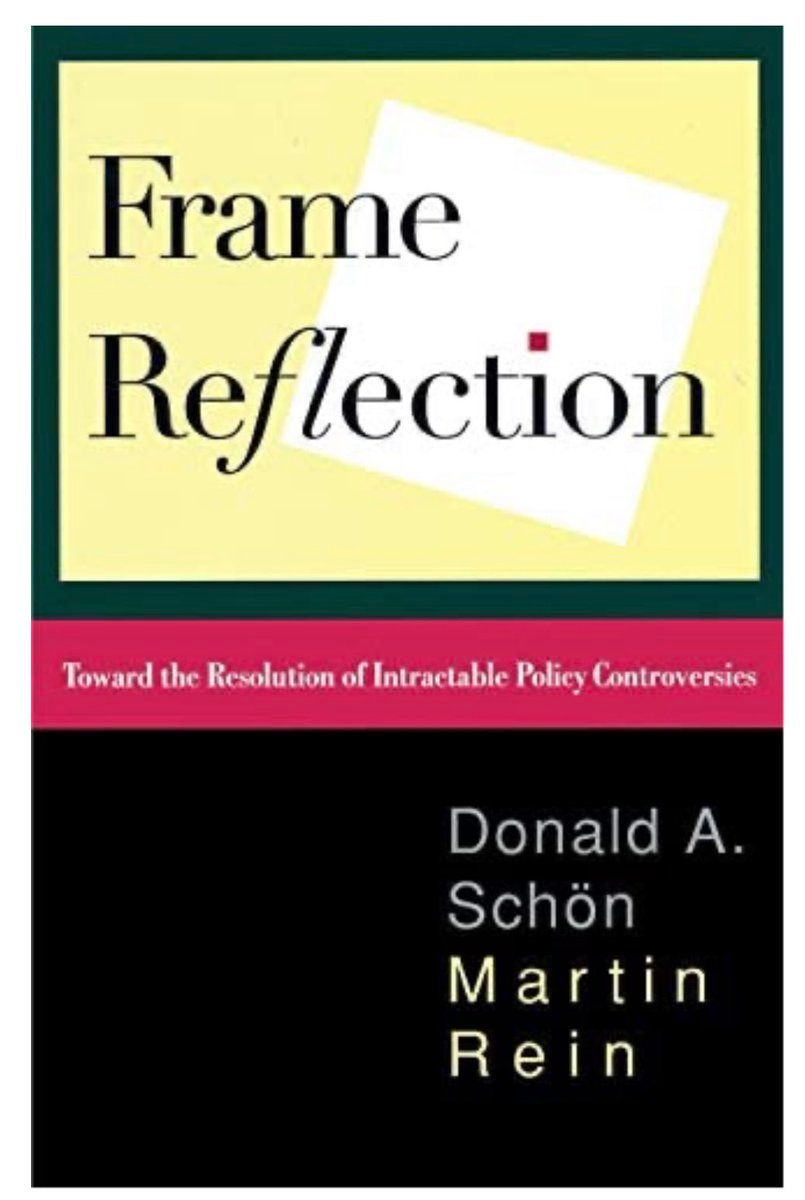 Frame
Reflection
Toward the Resolution of Intractable Policy Controversies
Donald A.
Schön
Martin
Rein